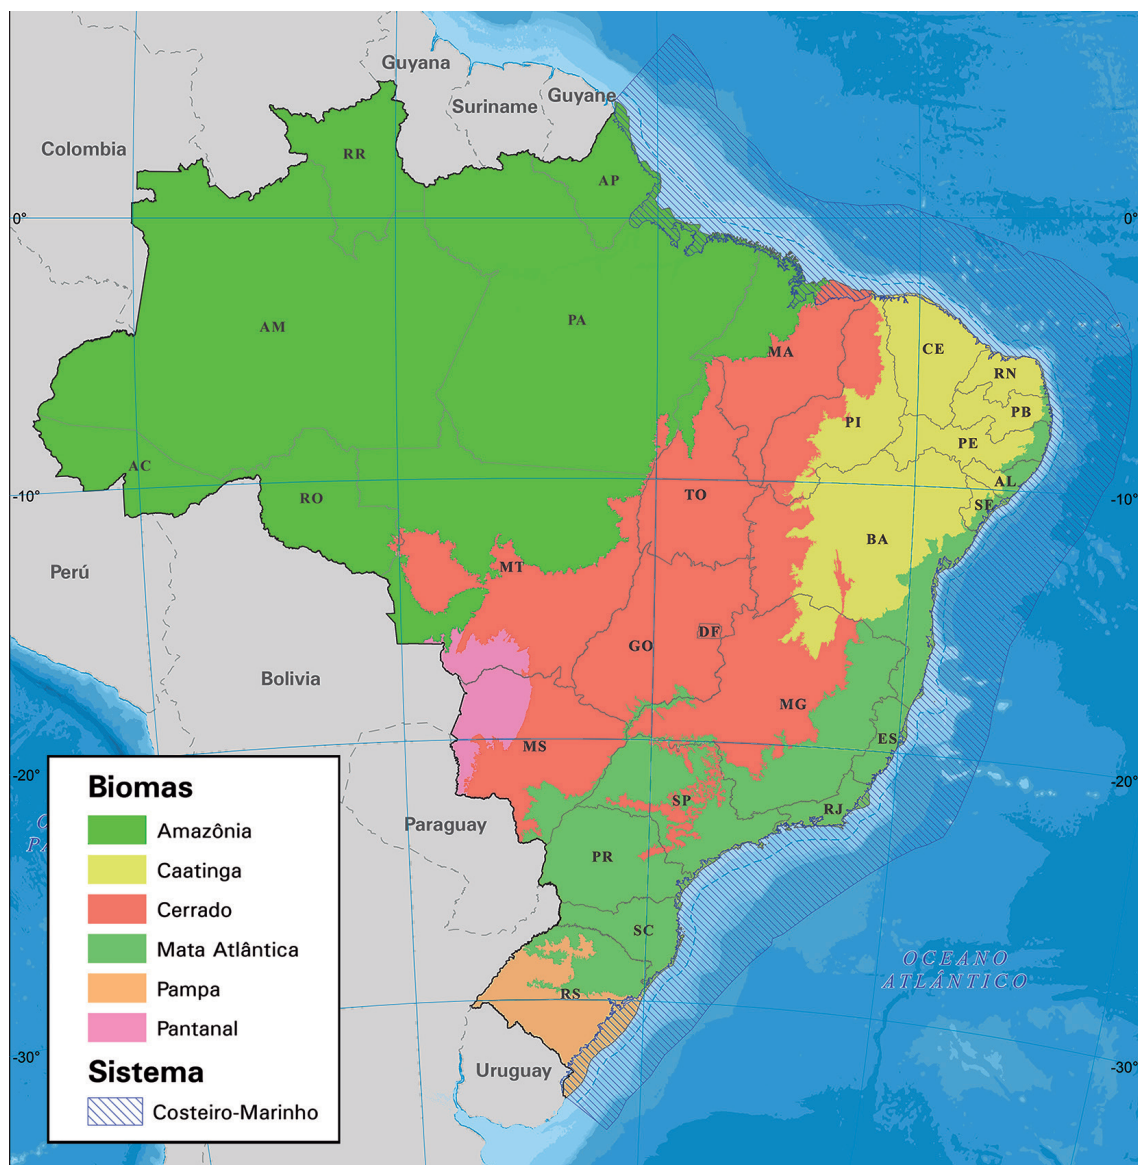 Guyana
Suriname
Guyane
Colombia
RR
AP
0°
0°
AM
PA
MA
CE
RN
PB
PI
PE
AC
AL
-10°
RO
TO
SE
-10°
BA
MT
Perú
GO
DF
Bolivia
MG
MS
ES
-20°
-20°
SP
RJ
Paraguay
PR
SC
OCEANO
ATLÁNTICO
RS
-30°
-30°
Uruguay
Biomas
Amazônia
Caatinga
Cerrado
Mata Atlântica
Pampa
Pantanal
Sistema
Costeiro-Marinho